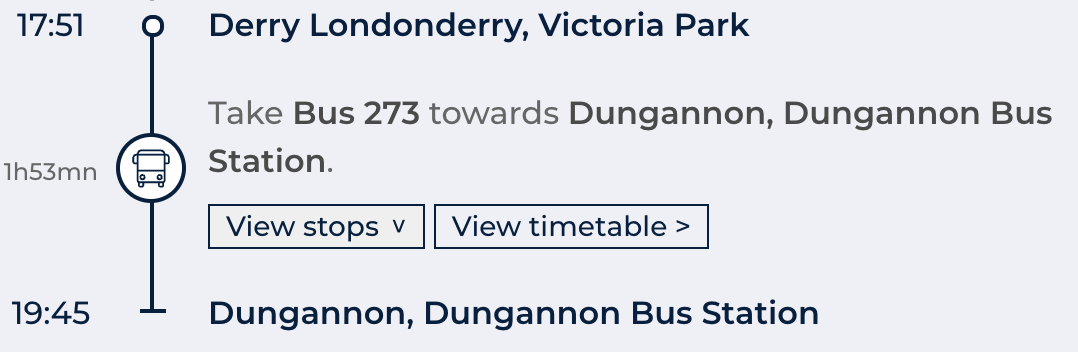 17:51 Derry Londonderry, Victoria Park
Take Bus 273 towards Dungannon, Dungannon Bus
Station.
1h53mn
View stops v View timetable >
19:45 Dungannon, Dungannon Bus Station